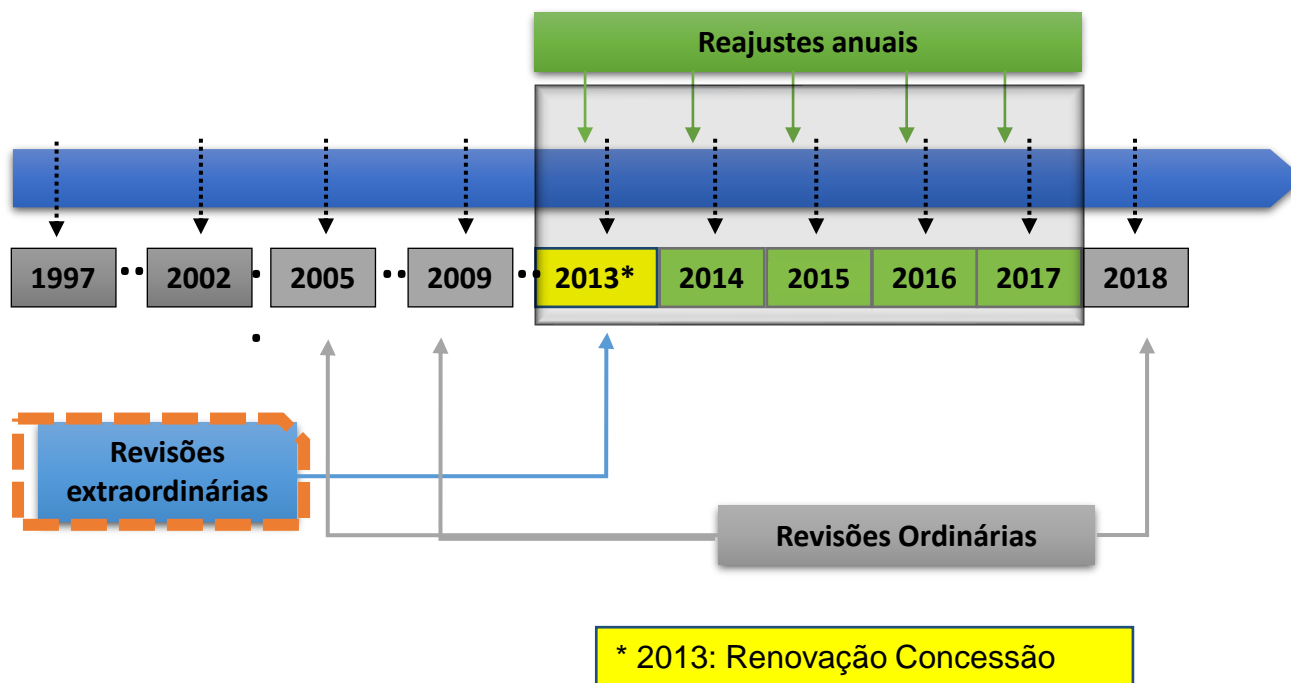 Reajustes anuais
1997 .. 2002 . 2005 .. 2009 .. 2013* 2014 2015 2016 2017 2018
.
Revisões
extraordinárias
Revisões Ordinárias
* 2013: Renovação Concessão